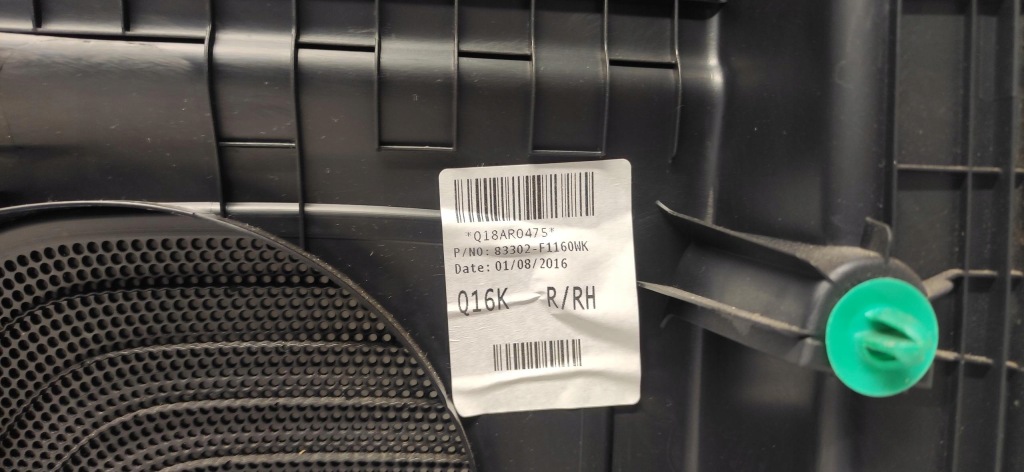 *Q18AR0475*
P/NO: 83302-F1160WK
Date: 01/08/2016
Q16K R/RH